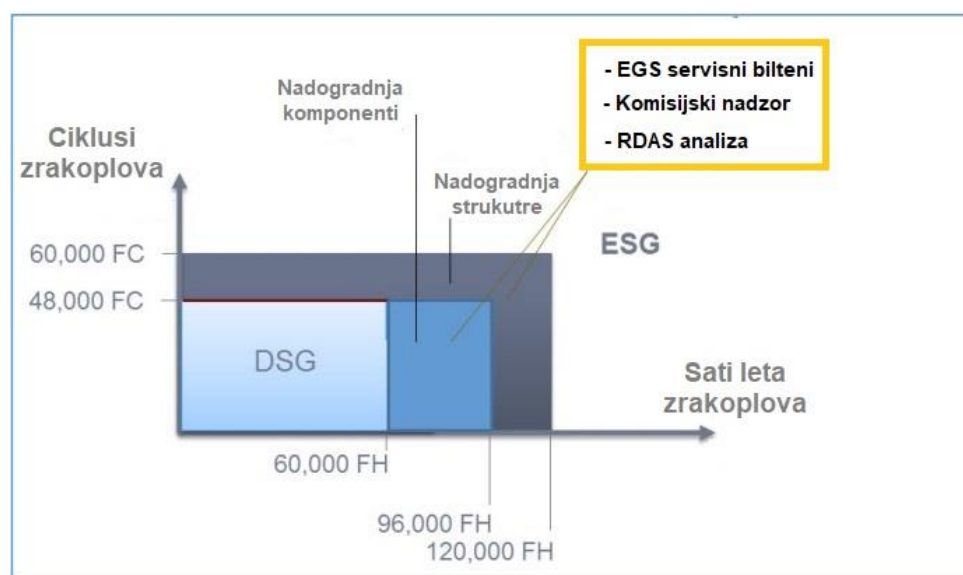 - EGS servisni bilteni
- Komisijski nadzor
- RDAS analiza
Nadogradnja
komponenti
Ciklusi
zrakoplova
Nadogradnja
strukutre
ESG
60,000 FC
48,000 FC
DSG
Sati leta
zrakoplova
60,000 FH
96,000 FH
120,000 FH